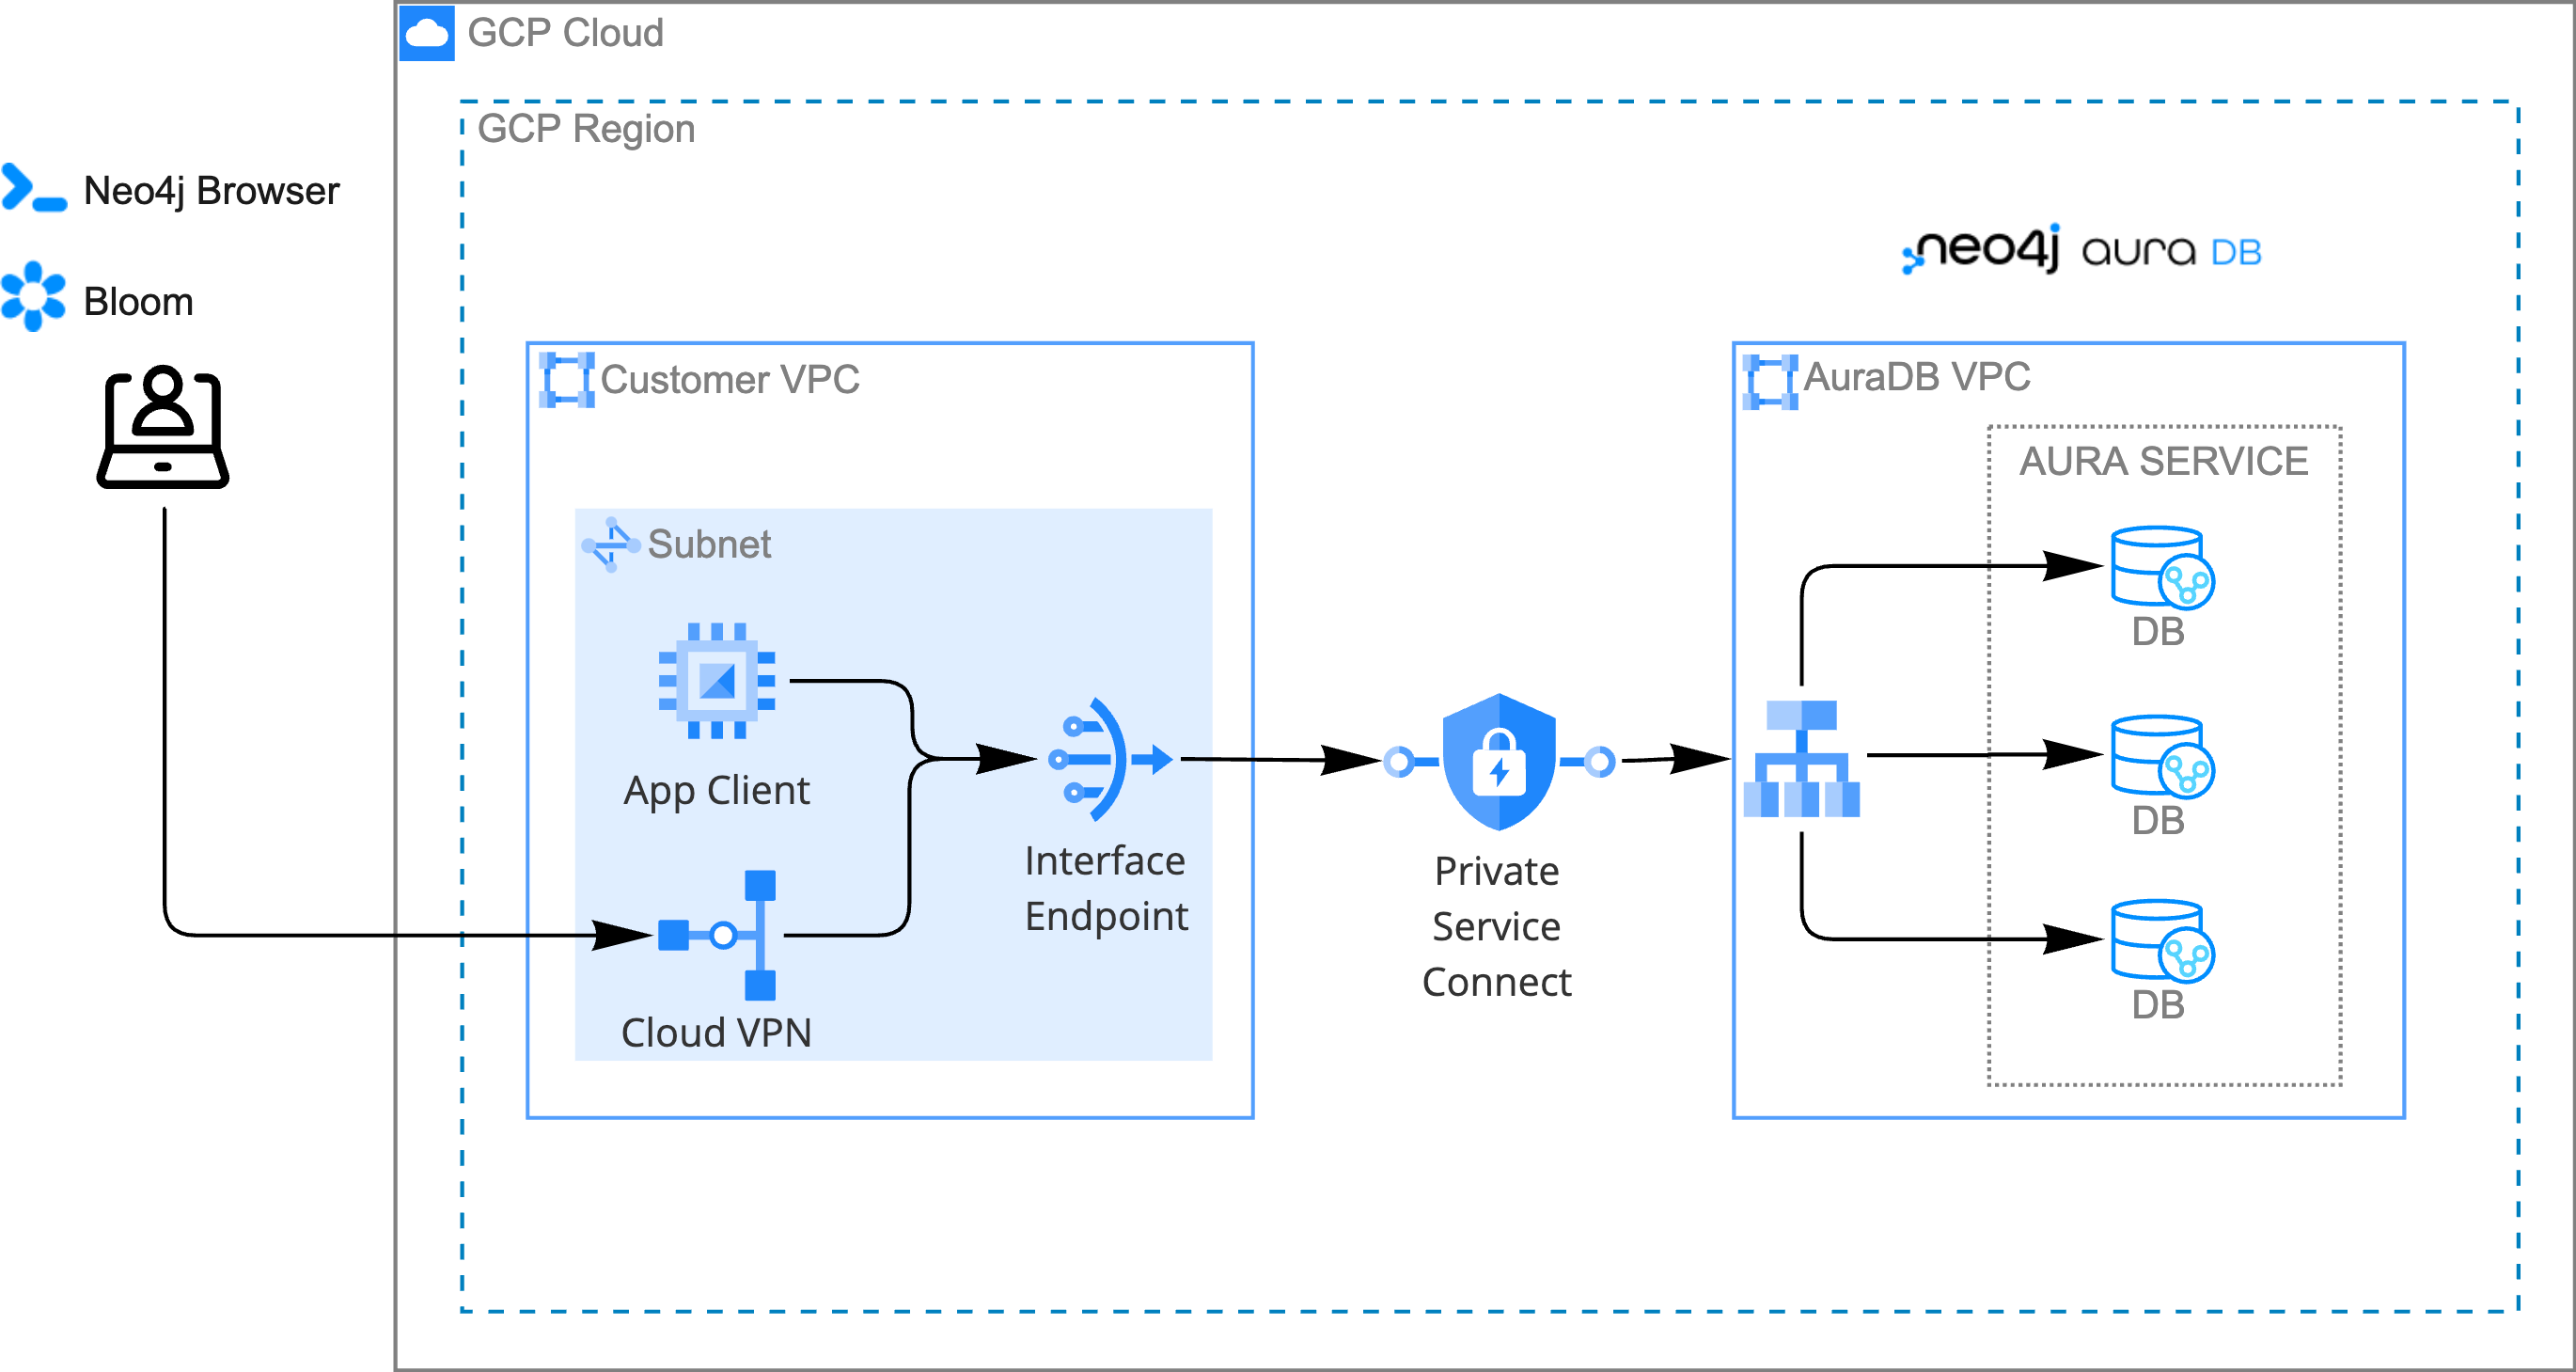 GCP Cloud
GCP Region
Neo4j Browser
Bloom
neo4j aura DB
Customer VPC
AuraDB VPC
AURA SERVICE
Subnet
DB
App Client
DB
Interface
Endpoint
Private
Service
Connect
DB
Cloud VPN